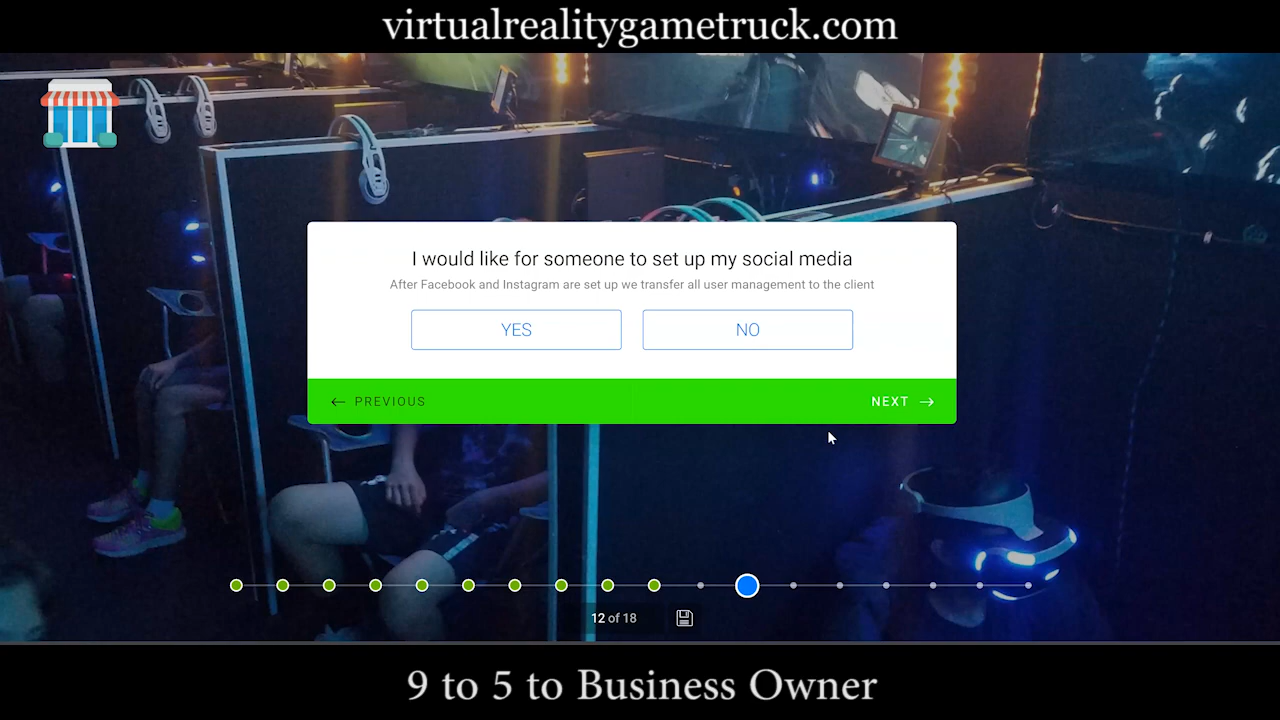 virtualrealitygametruck.com
I would like for someone to set up my social media
After Facebook and Instagram are set up we transfer all user management to the client
YES NO
← PREVIOUS NEXT →
12 of 18
9 to 5 to Business Owner